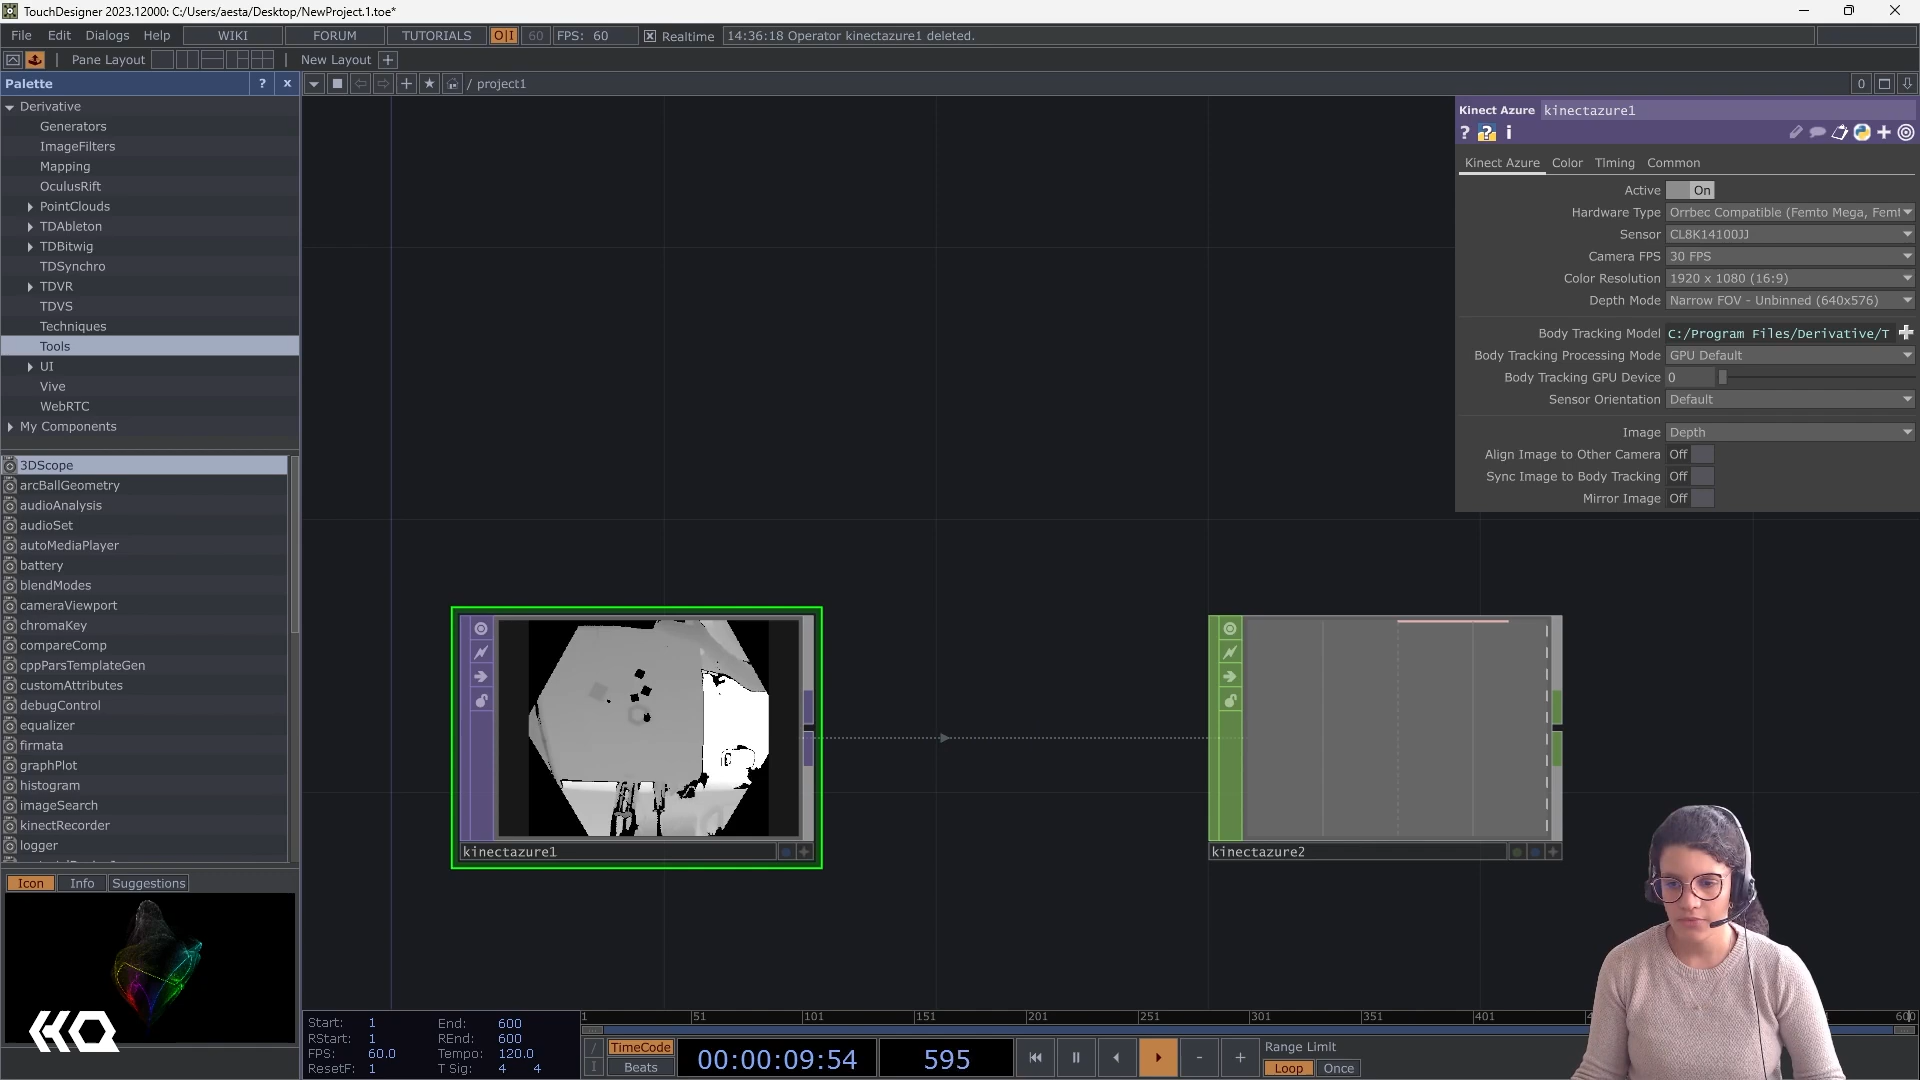 TouchDesigner 2023.12000: C:/Users/aesta/Desktop/NewProject.1.toe*
File Edit Dialogs Help WIKI FORUM TUTORIALS O|I 60 FPS: 60 Realtime 14:36:18 Operator kinectazure1 deleted.
Pane Layout New Layout +
Palette ? x
/ project1 0
Derivative
Generators
ImageFilters
Mapping
OculusRift
PointClouds
TDAbleton
TDBitwig
TDSynchro
TDVR
TDVS
Techniques
Tools
UI
Vive
WebRTC
My Components
3DScope
arcBallGeometry
audioAnalysis
audioSet
autoMediaPlayer
battery
blendModes
cameraViewport
chromaKey
compareComp
cppParsTemplateGen
customAttributes
debugControl
equalizer
firmata
graphPlot
histogram
imageSearch
kinectRecorder
logger
Icon Info Suggestions
HQ
Kinect Azure kinectazure1
? ? i
Kinect Azure Color Timing Common
Active On
Hardware Type Orrbec Compatible (Femto Mega, Femt
Sensor CL8K14100JJ
Camera FPS 30 FPS
Color Resolution 1920 x 1080 (16:9)
Depth Mode Narrow FOV - Unbinned (640x576)
Body Tracking Model C:/Program Files/Derivative/T
Body Tracking Processing Mode GPU Default
Body Tracking GPU Device 0
Sensor Orientation Default
Image Depth
Align Image to Other Camera Off
Sync Image to Body Tracking Off
Mirror Image Off
kinectazure1
kinectazure2
Start: 1 End: 600
RStart: 1 REnd: 600
FPS: 60.0 Tempo: 120.0
ResetF: 1 T Sig: 4 4
1 51 101 151 201 251 301 351 401 600
/ TimeCode
I Beats
00:00:09:54 595
- +
Range Limit
Loop Once